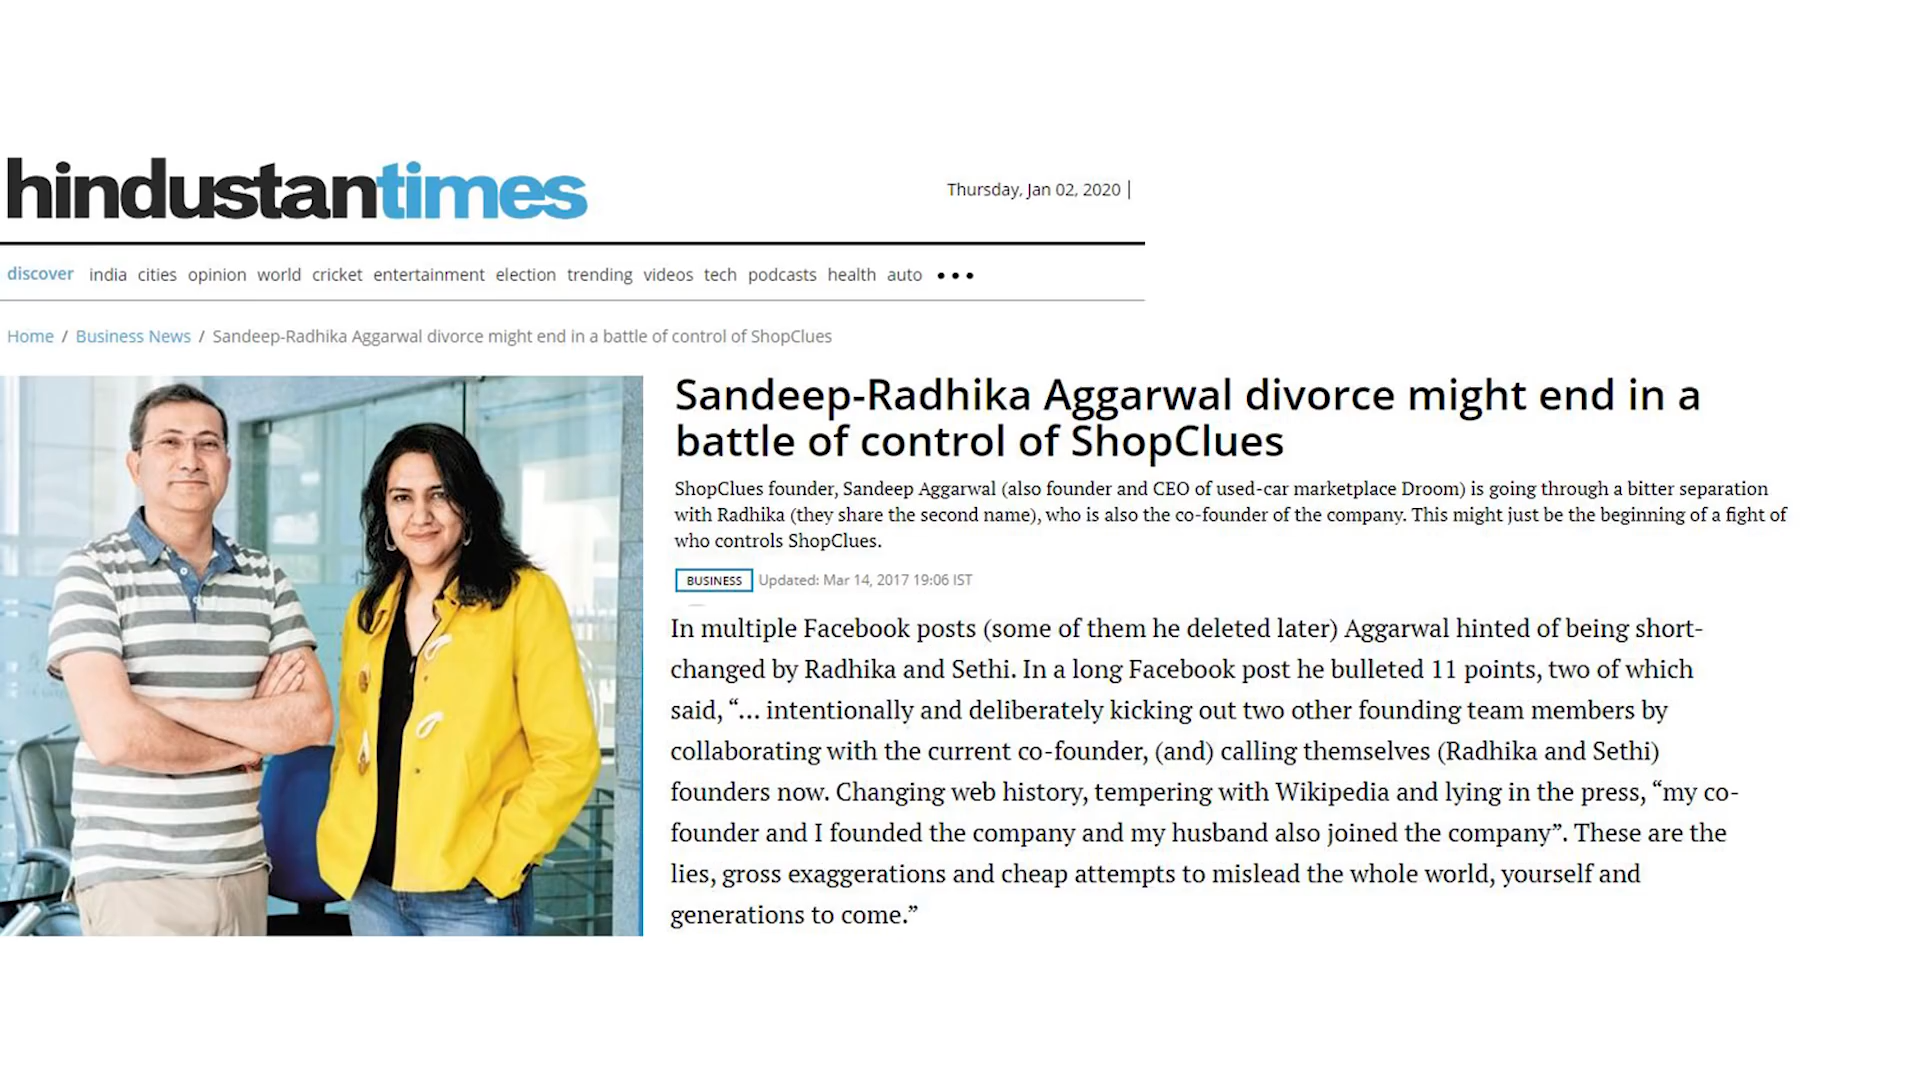 hindustantimes
Thursday, Jan 02, 2020 |
discover india cities opinion world cricket entertainment election trending videos tech podcasts health auto •••
Home / Business News / Sandeep-Radhika Aggarwal divorce might end in a battle of control of ShopClues
Sandeep-Radhika Aggarwal divorce might end in a
battle of control of ShopClues
ShopClues founder, Sandeep Aggarwal (also founder and CEO of used-car marketplace Droom) is going through a bitter separation
with Radhika (they share the second name), who is also the co-founder of the company. This might just be the beginning of a fight of
who controls ShopClues.
BUSINESS Updated: Mar 14, 2017 19:06 IST
In multiple Facebook posts (some of them he deleted later) Aggarwal hinted of being short-
changed by Radhika and Sethi. In a long Facebook post he bulleted 11 points, two of which
said, “... intentionally and deliberately kicking out two other founding team members by
collaborating with the current co-founder, (and) calling themselves (Radhika and Sethi)
founders now. Changing web history, tempering with Wikipedia and lying in the press, “my co-
founder and I founded the company and my husband also joined the company”. These are the
lies, gross exaggerations and cheap attempts to mislead the whole world, yourself and
generations to come.”